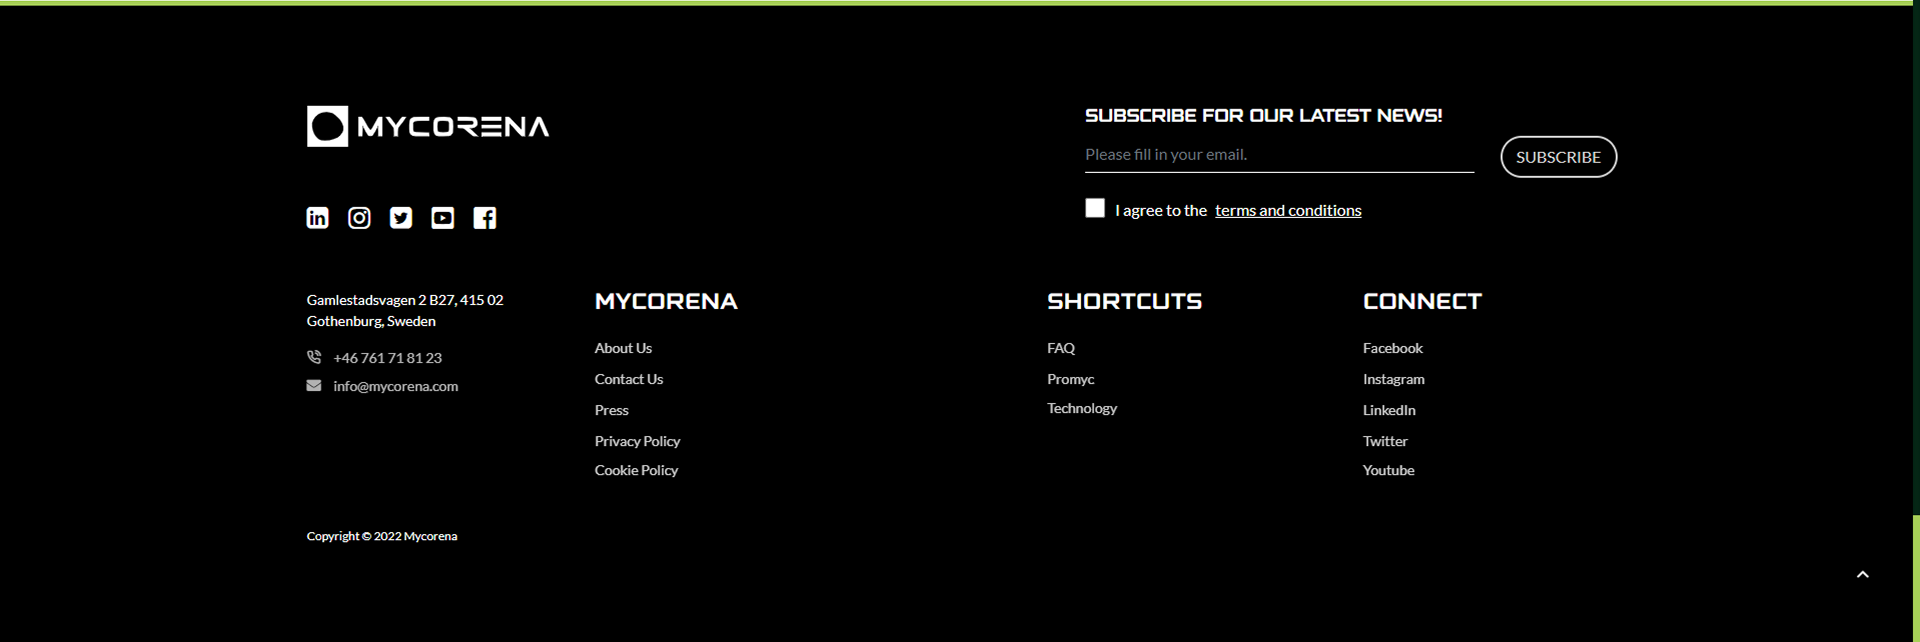 MYCORENA
SUBSCRIBE FOR OUR LATEST NEWS!
Please fill in your email.
SUBSCRIBE
I agree to the terms and conditions
Gamlestadsvagen 2 B27, 415 02
Gothenburg, Sweden
+46 761 71 81 23
info@mycorena.com
MYCORENA
About Us
Contact Us
Press
Privacy Policy
Cookie Policy
SHORTCUTS
FAQ
Promyc
Technology
CONNECT
Facebook
Instagram
LinkedIn
Twitter
Youtube
Copyright © 2022 Mycorena